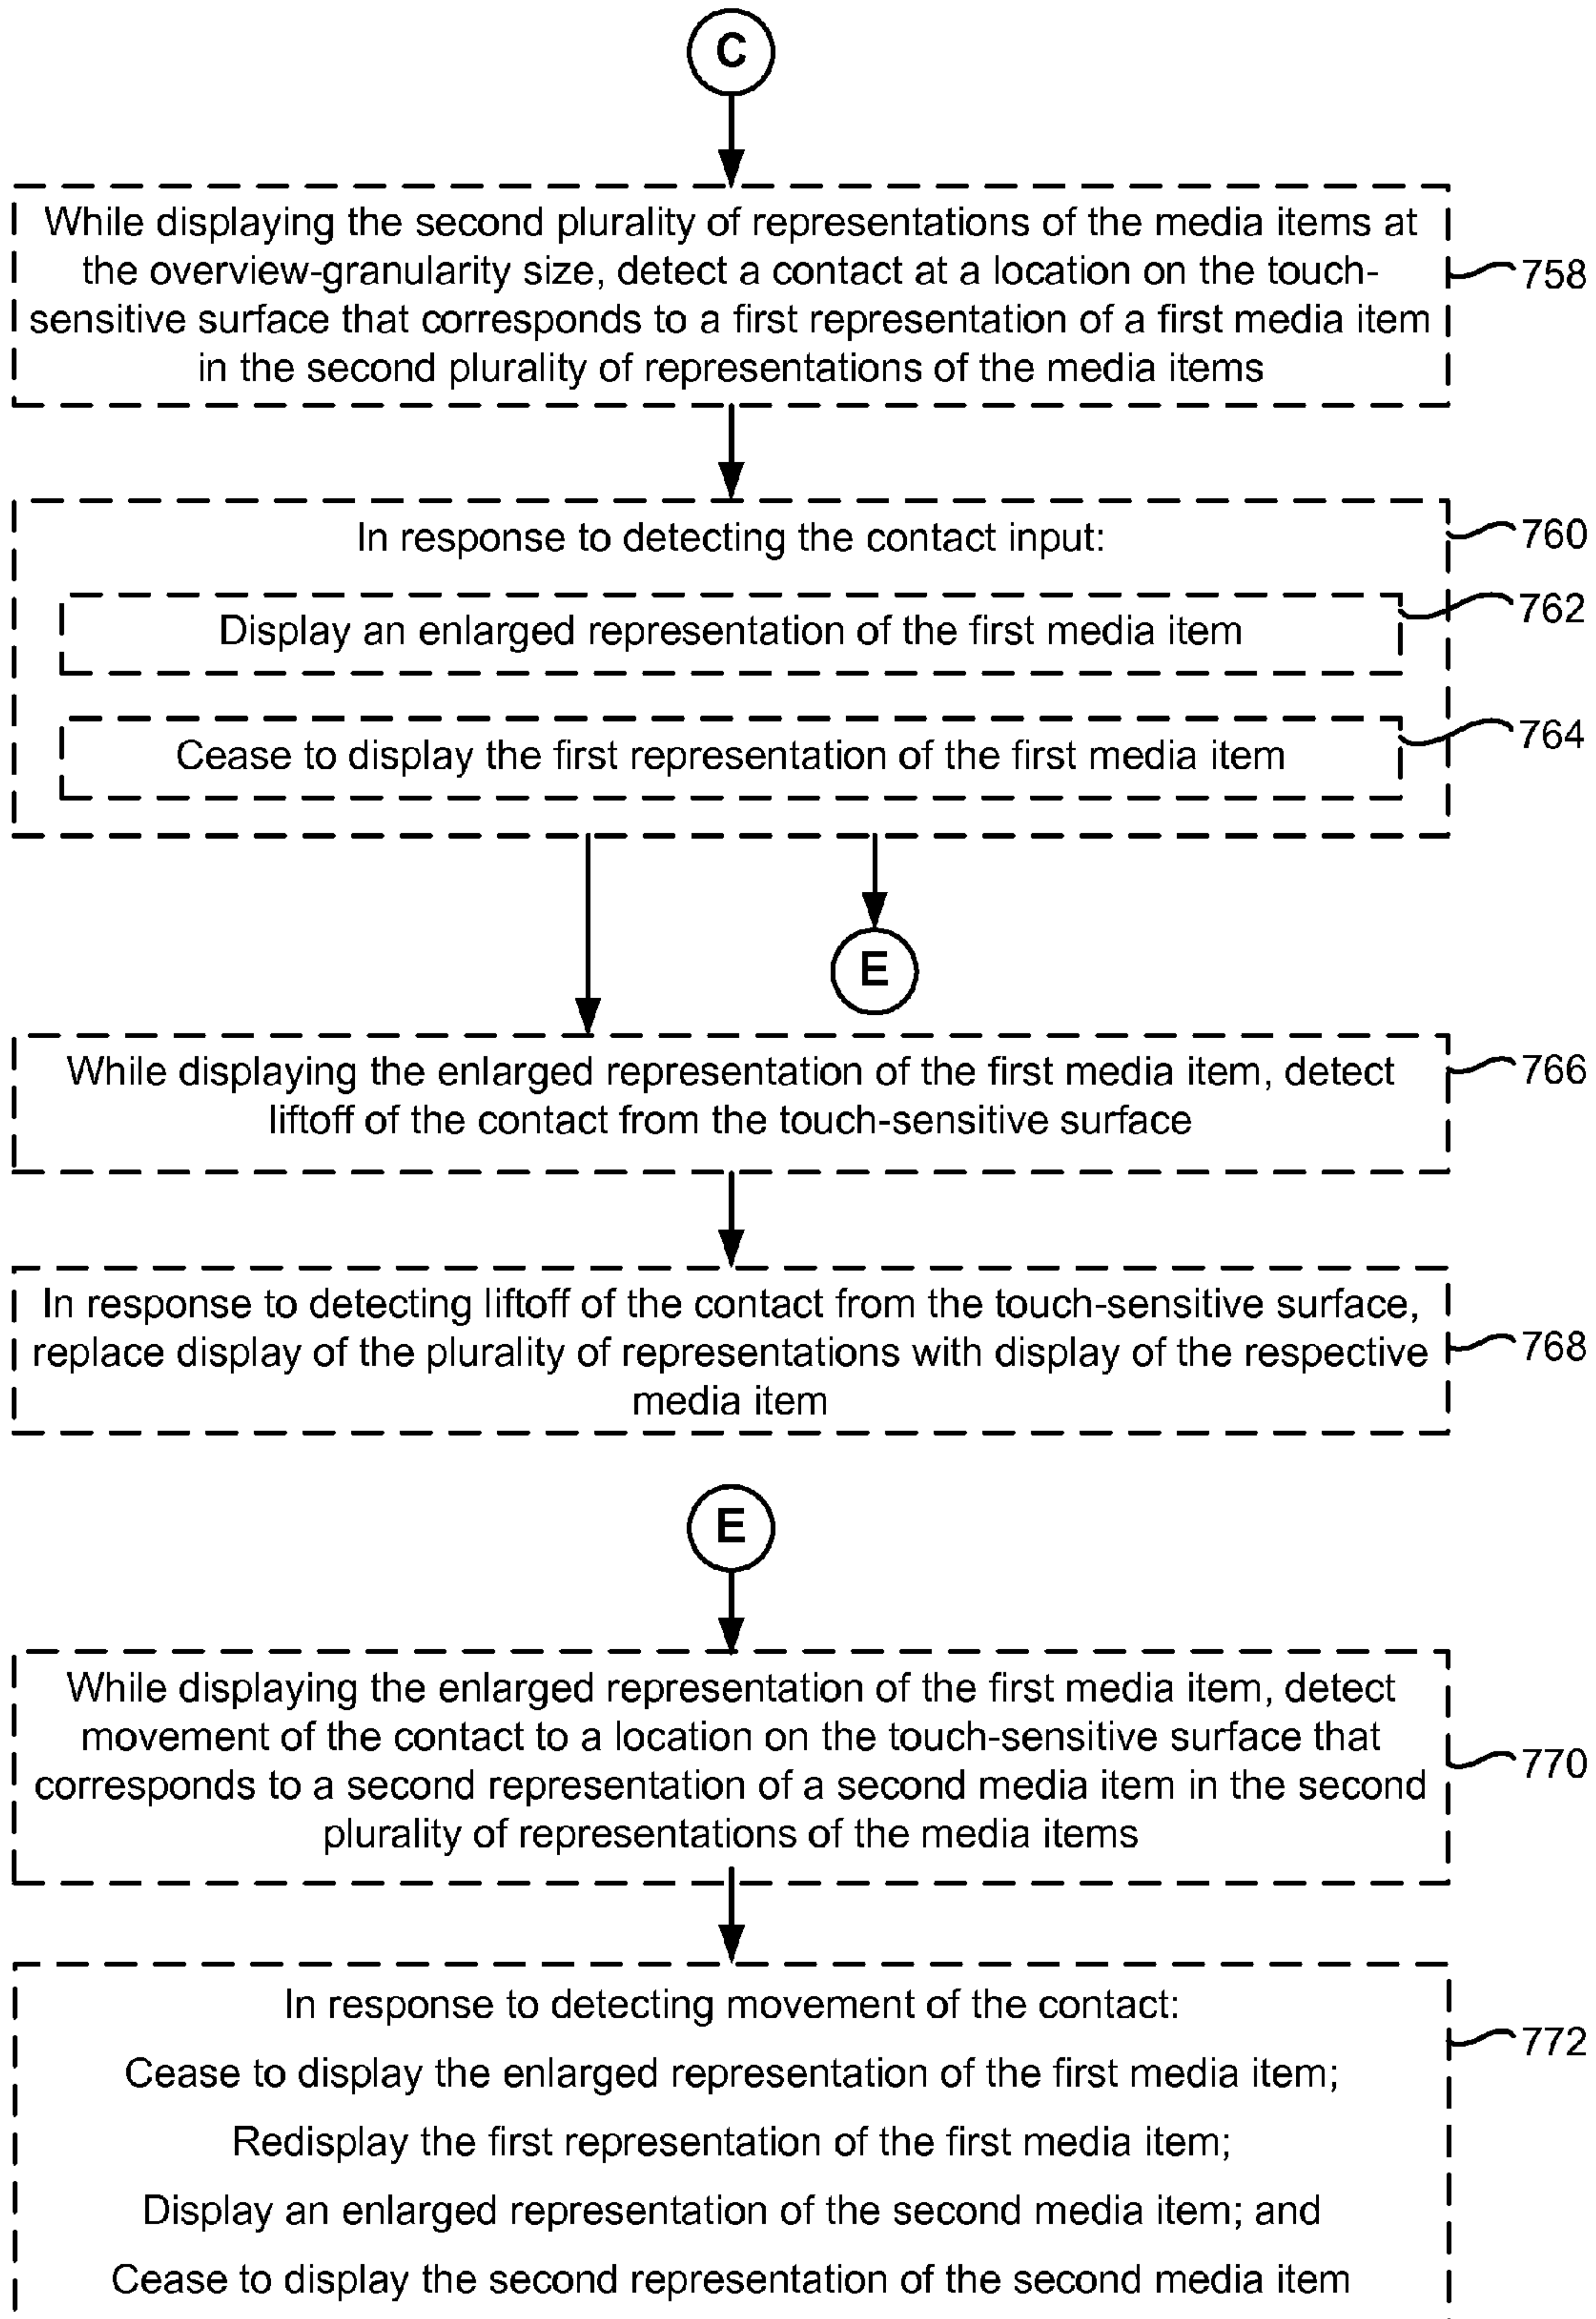 C
While displaying the second plurality of representations of the media items at
the overview-granularity size, detect a contact at a location on the touch-
sensitive surface that corresponds to a first representation of a first media item
in the second plurality of representations of the media items
758
In response to detecting the contact input:
760
Display an enlarged representation of the first media item
762
Cease to display the first representation of the first media item
764
E
While displaying the enlarged representation of the first media item, detect
liftoff of the contact from the touch-sensitive surface
766
In response to detecting liftoff of the contact from the touch-sensitive surface,
replace display of the plurality of representations with display of the respective
media item
768
E
While displaying the enlarged representation of the first media item, detect
movement of the contact to a location on the touch-sensitive surface that
corresponds to a second representation of a second media item in the second
plurality of representations of the media items
770
In response to detecting movement of the contact:
Cease to display the enlarged representation of the first media item;
Redisplay the first representation of the first media item;
Display an enlarged representation of the second media item; and
Cease to display the second representation of the second media item
772